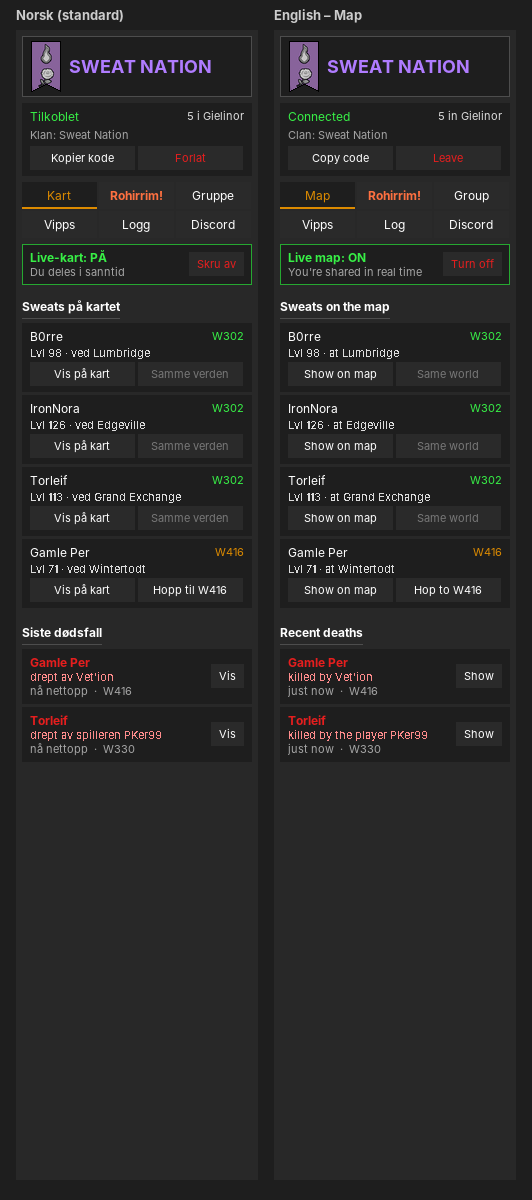 Norsk (standard)
SWEAT NATION
Tilkoblet
5 i Gielinor
Klan: Sweat Nation
Kopier kode
Forlat
Kart
Rohirrim!
Gruppe
Vipps
Logg
Discord
Live-kart: PÅ
Du deles i sanntid
Skru av
Sweats på kartet
B0rre
W302
Lvl 98 · ved Lumbridge
Vis på kart
Samme verden
IronNora
W302
Lvl 126 · ved Edgeville
Vis på kart
Samme verden
Torleif
W302
Lvl 113 · ved Grand Exchange
Vis på kart
Samme verden
Gamle Per
W416
Lvl 71 · ved Wintertodt
Vis på kart
Hopp til W416
Siste dødsfall
Gamle Per
drept av Vet'ion
nå nettopp · W416
Vis
Torleif
drept av spilleren PKer99
nå nettopp · W330
Vis
English – Map
SWEAT NATION
Connected
5 in Gielinor
Clan: Sweat Nation
Copy code
Leave
Map
Rohirrim!
Group
Vipps
Log
Discord
Live map: ON
You're shared in real time
Turn off
Sweats on the map
B0rre
W302
Lvl 98 · at Lumbridge
Show on map
Same world
IronNora
W302
Lvl 126 · at Edgeville
Show on map
Same world
Torleif
W302
Lvl 113 · at Grand Exchange
Show on map
Same world
Gamle Per
W416
Lvl 71 · at Wintertodt
Show on map
Hop to W416
Recent deaths
Gamle Per
killed by Vet'ion
just now · W416
Show
Torleif
killed by the player PKer99
just now · W330
Show